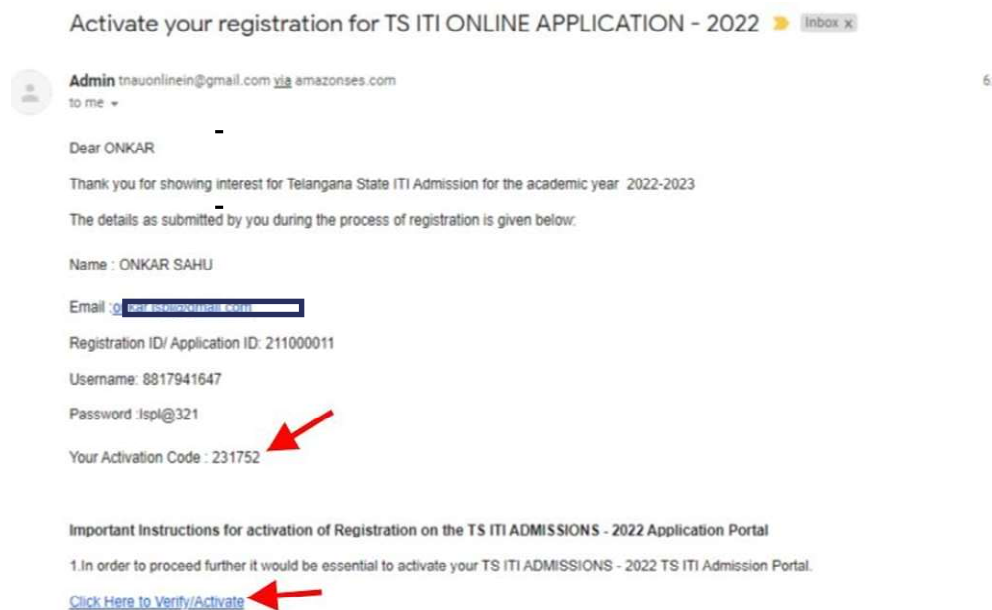 Activate your registration for TS ITI ONLINE APPLICATION - 2022 Inbox x
Admin tnauonlinein@gmail.com via amazonses.com
6:
to me
Dear ONKAR
Thank you for showing interest for Telangana State ITI Admission for the academic year 2022-2023
The details as submitted by you during the process of registration is given below:
Name : ONKAR SAHU
Email :
Registration ID/ Application ID: 211000011
Username: 8817941647
Password :lspl@321
Your Activation Code : 231752
Important Instructions for activation of Registration on the TS ITI ADMISSIONS - 2022 Application Portal
1.In order to proceed further it would be essential to activate your TS ITI ADMISSIONS - 2022 TS ITI Admission Portal.
Click Here to Verify/Activate